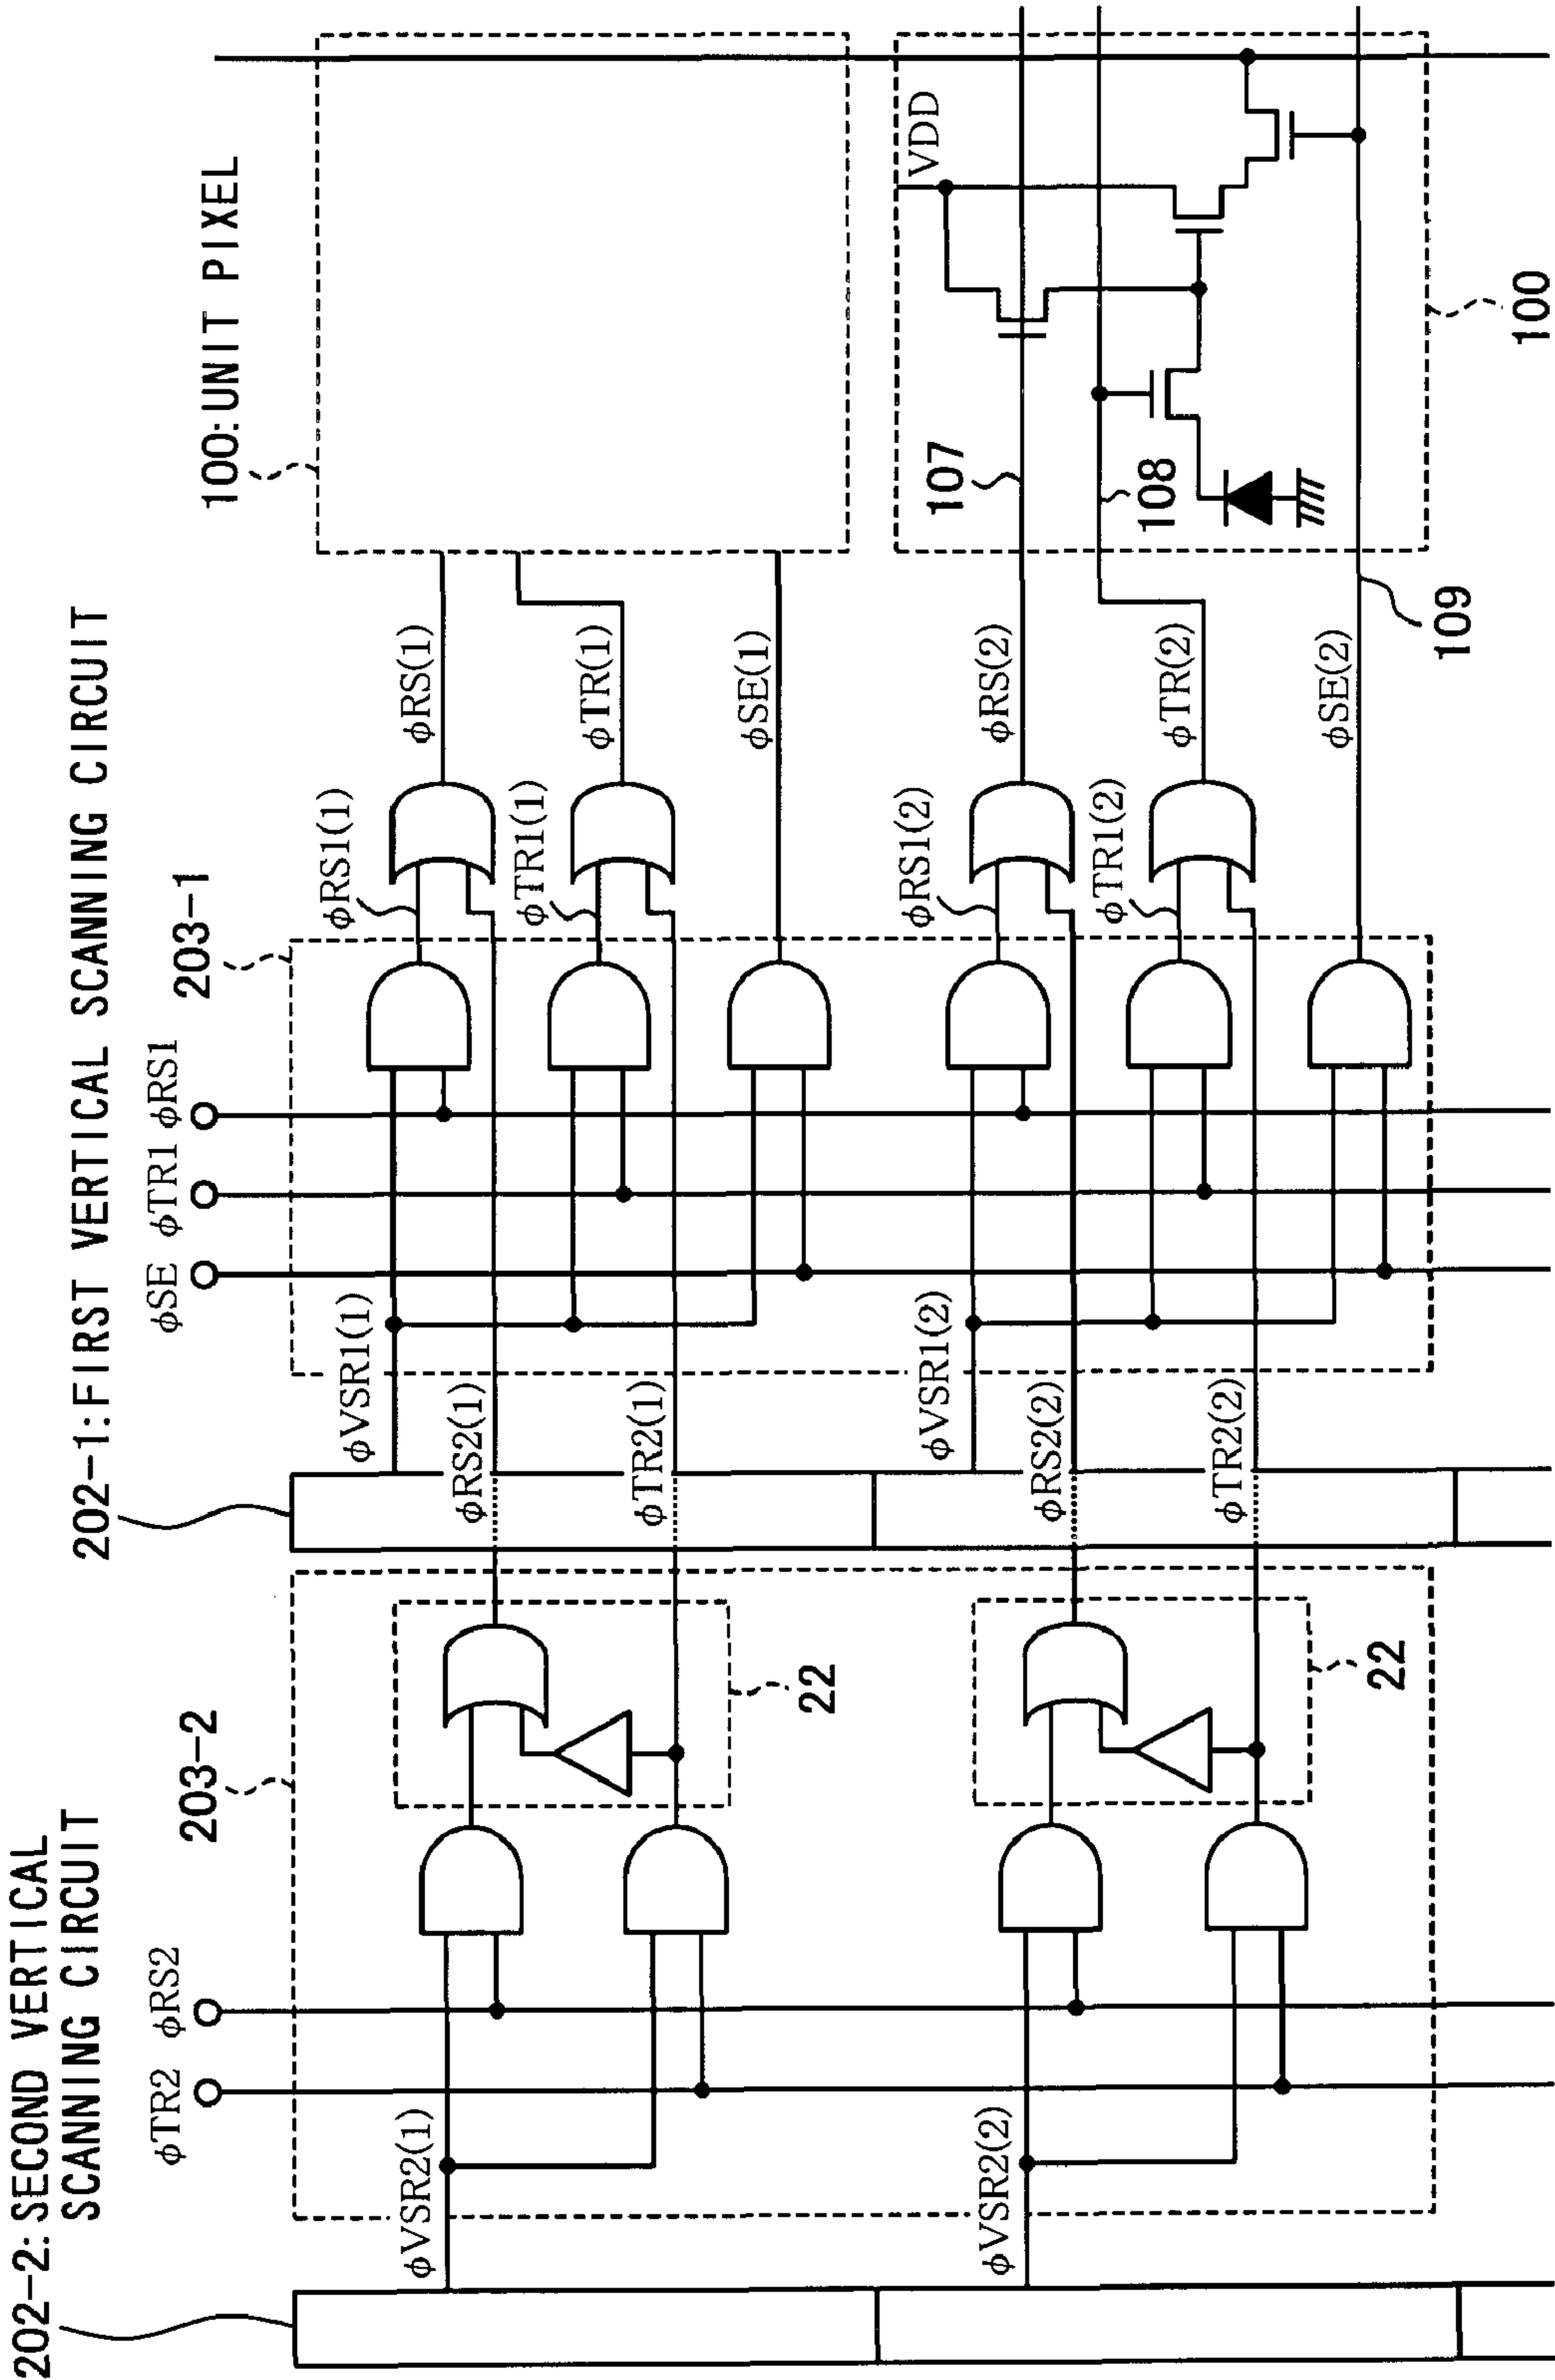 202-2: SECOND VERTICAL
SCANNING CIRCUIT
202-1:FIRST VERTICAL SCANNING CIRCUIT
100:UNIT PIXEL
φTR2
φRS2
203-2
φSE
φTR1
φRS1
203-1
φVSR2(1)
22
φVSR1(1)
φRS2(1)
φTR2(1)
φRS1(1)
φTR1(1)
φRS(1)
φTR(1)
φSE(1)
φVSR2(2)
22
φVSR1(2)
φRS2(2)
φTR2(2)
φRS1(2)
φTR1(2)
φRS(2)
φTR(2)
φSE(2)
107
108
109
VDD
100